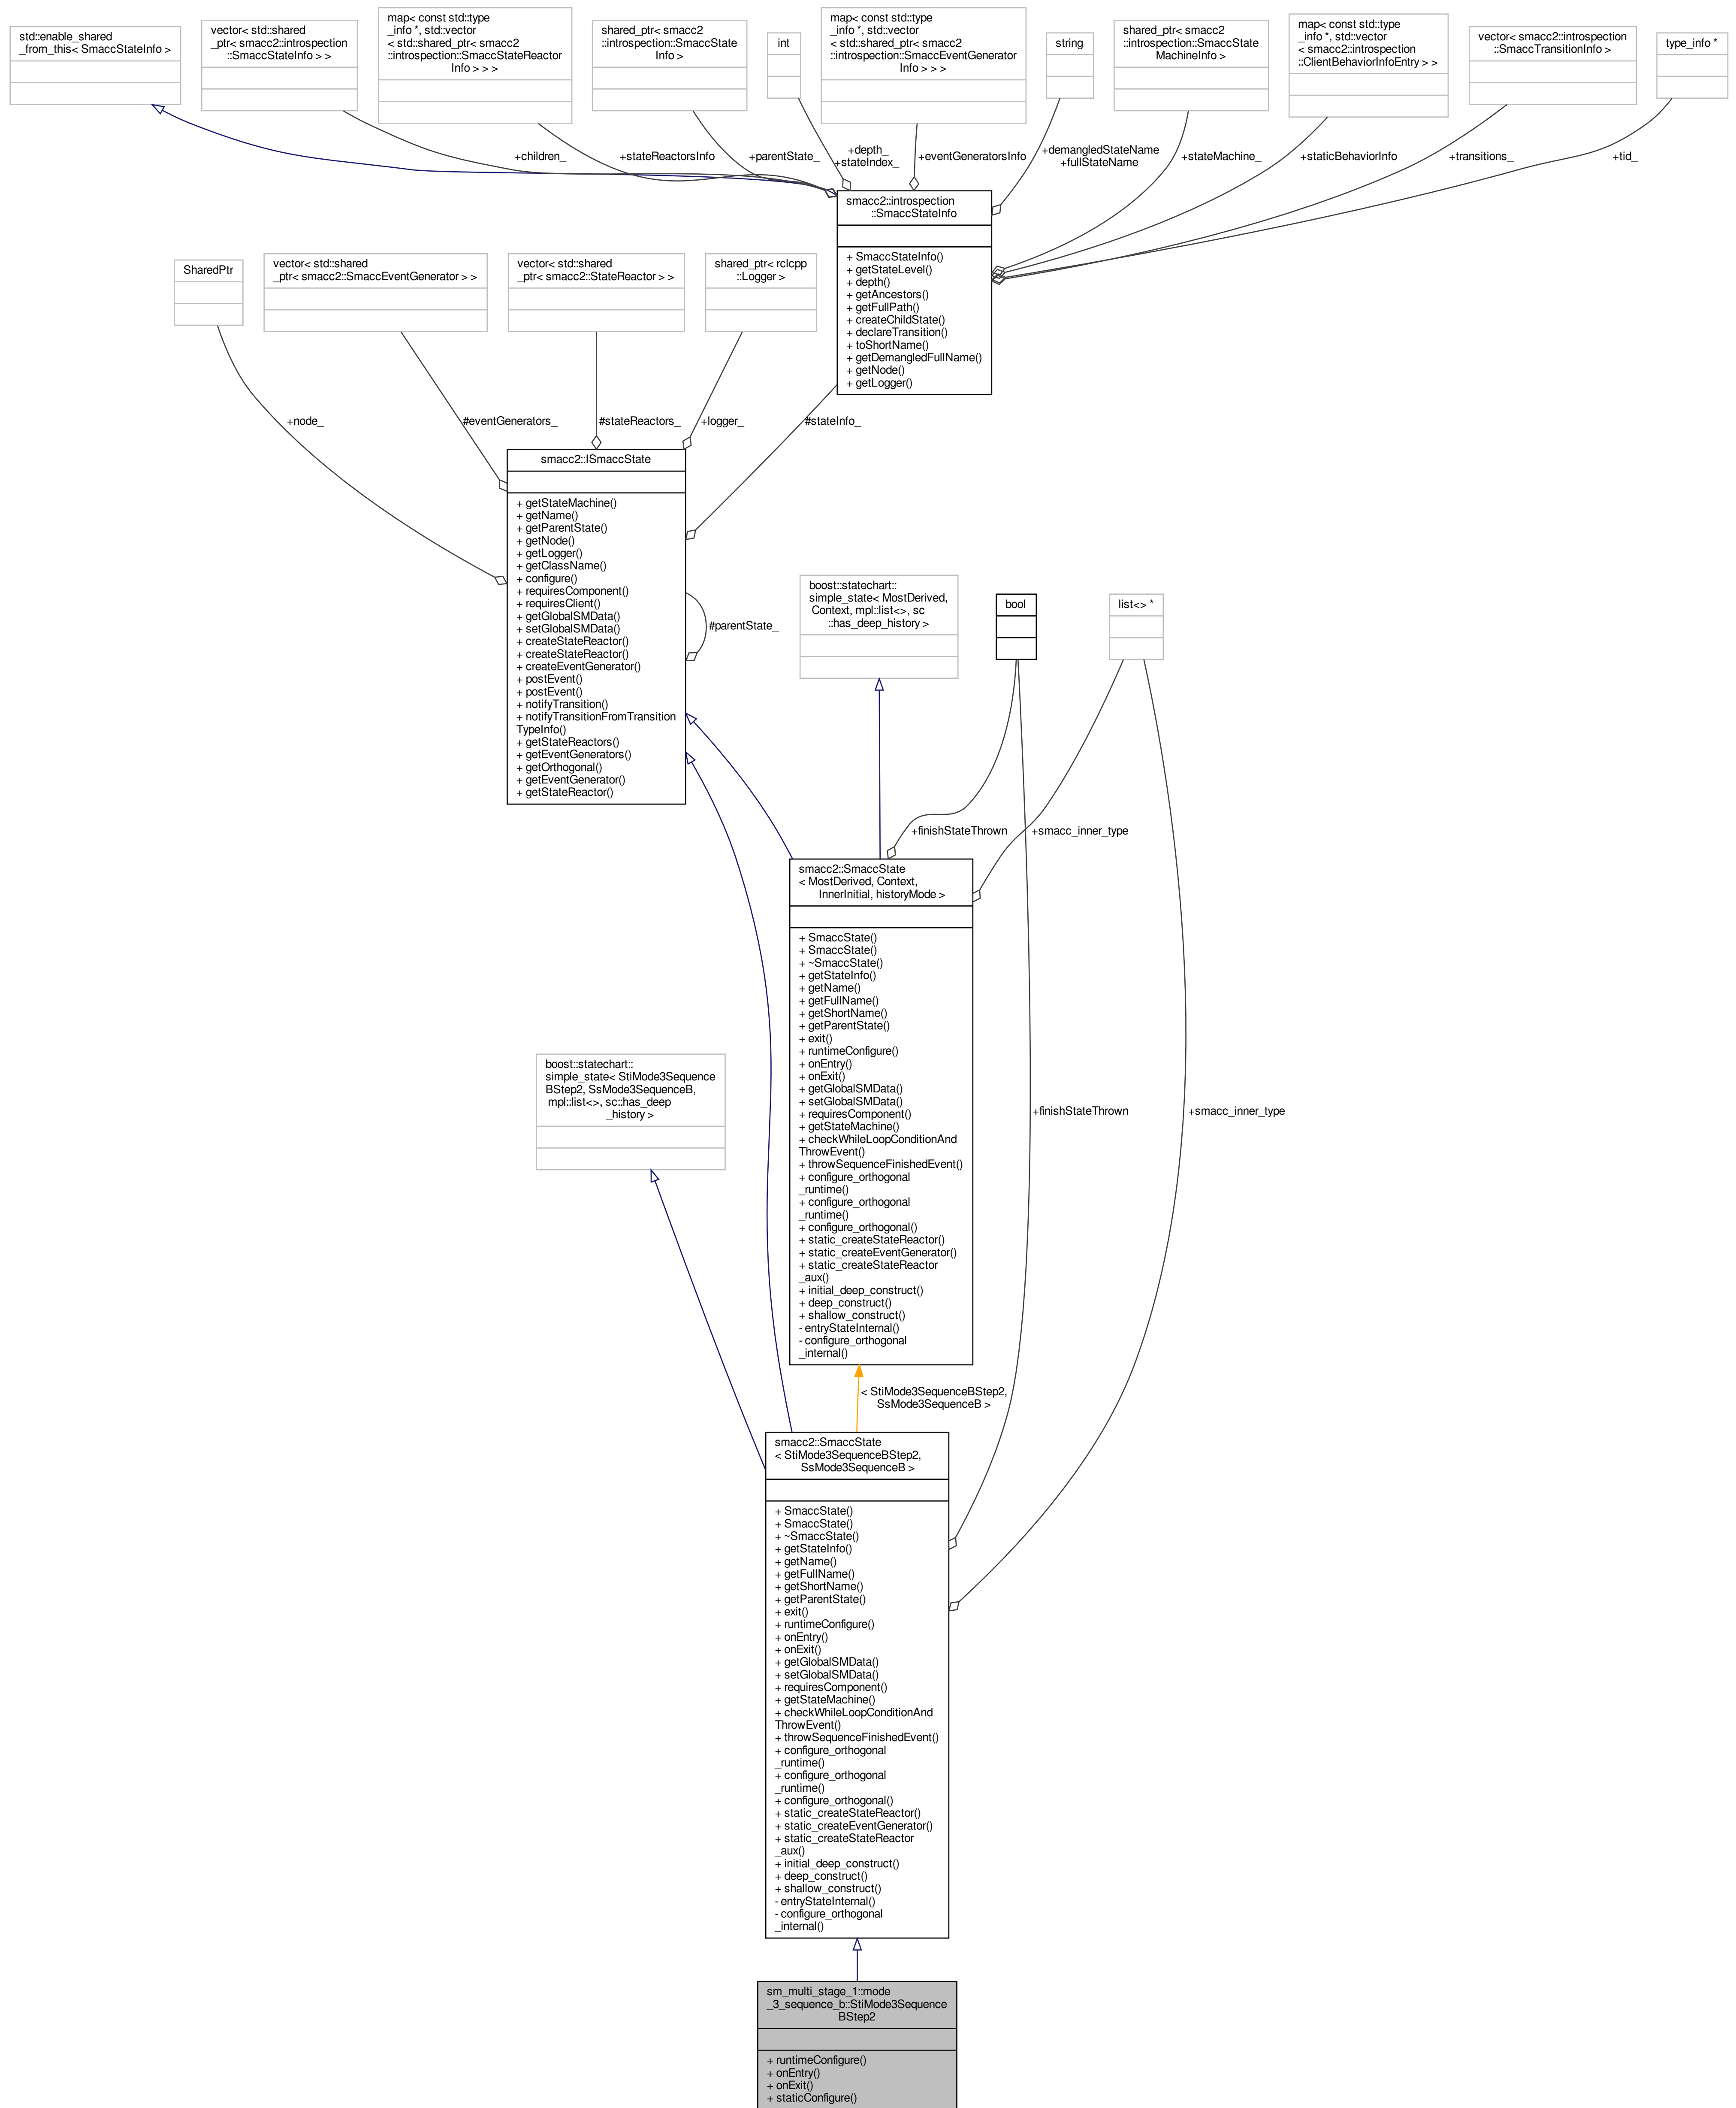 std::enable_shared
_from_this< SmaccStateInfo >
vector< std::shared
_ptr< smacc2::introspection
::SmaccStateInfo > >
map< const std::type
_info *, std::vector
< std::shared_ptr< smacc2
::introspection::SmaccStateReactor
Info > > >
shared_ptr< smacc2
::introspection::SmaccState
Info >
int
map< const std::type
_info *, std::vector
< std::shared_ptr< smacc2
::introspection::SmaccEventGenerator
Info > > >
string
shared_ptr< smacc2
::introspection::SmaccState
MachineInfo >
map< const std::type
_info *, std::vector
< smacc2::introspection
::ClientBehaviorInfoEntry > >
vector< smacc2::introspection
::SmaccTransitionInfo >
type_info *
+children_
+stateReactorsInfo
+parentState_
+depth_
+stateIndex_
+eventGeneratorsInfo
+demangledStateName
+fullStateName
+stateMachine_
+staticBehaviorInfo
+transitions_
+tid_
smacc2::introspection
::SmaccStateInfo
+ SmaccStateInfo()
+ getStateLevel()
+ depth()
+ getAncestors()
+ getFullPath()
+ createChildState()
+ declareTransition()
+ toShortName()
+ getDemangledFullName()
+ getNode()
+ getLogger()
SharedPtr
vector< std::shared
_ptr< smacc2::SmaccEventGenerator > >
vector< std::shared
_ptr< smacc2::StateReactor > >
shared_ptr< rclcpp
::Logger >
+node_
#eventGenerators_
#stateReactors_
+logger_
#stateInfo_
smacc2::ISmaccState
+ getStateMachine()
+ getName()
+ getParentState()
+ getNode()
+ getLogger()
+ getClassName()
+ configure()
+ requiresComponent()
+ requiresClient()
+ getGlobalSMData()
+ setGlobalSMData()
+ createStateReactor()
+ createStateReactor()
+ createEventGenerator()
+ postEvent()
+ postEvent()
+ notifyTransition()
+ notifyTransitionFromTransition
TypeInfo()
+ getStateReactors()
+ getEventGenerators()
+ getOrthogonal()
+ getEventGenerator()
+ getStateReactor()
#parentState_
boost::statechart::
simple_state< MostDerived,
Context, mpl::list<>, sc
::has_deep_history >
bool
list<> *
+finishStateThrown
+smacc_inner_type
smacc2::SmaccState
< MostDerived, Context,
InnerInitial, historyMode >
+ SmaccState()
+ SmaccState()
+ ~SmaccState()
+ getStateInfo()
+ getName()
+ getFullName()
+ getShortName()
+ getParentState()
+ exit()
+ runtimeConfigure()
+ onEntry()
+ onExit()
+ getGlobalSMData()
+ setGlobalSMData()
+ requiresComponent()
+ getStateMachine()
+ checkWhileLoopConditionAnd
ThrowEvent()
+ throwSequenceFinishedEvent()
+ configure_orthogonal
_runtime()
+ configure_orthogonal
_runtime()
+ configure_orthogonal()
+ static_createStateReactor()
+ static_createEventGenerator()
+ static_createStateReactor
_aux()
+ initial_deep_construct()
+ deep_construct()
+ shallow_construct()
- entryStateInternal()
- configure_orthogonal
_internal()
boost::statechart::
simple_state< StiMode3Sequence
BStep2, SsMode3SequenceB,
mpl::list<>, sc::has_deep
_history >
+finishStateThrown
+smacc_inner_type
< StiMode3SequenceBStep2,
SsMode3SequenceB >
smacc2::SmaccState
< StiMode3SequenceBStep2,
SsMode3SequenceB >
+ SmaccState()
+ SmaccState()
+ ~SmaccState()
+ getStateInfo()
+ getName()
+ getFullName()
+ getShortName()
+ getParentState()
+ exit()
+ runtimeConfigure()
+ onEntry()
+ onExit()
+ getGlobalSMData()
+ setGlobalSMData()
+ requiresComponent()
+ getStateMachine()
+ checkWhileLoopConditionAnd
ThrowEvent()
+ throwSequenceFinishedEvent()
+ configure_orthogonal
_runtime()
+ configure_orthogonal
_runtime()
+ configure_orthogonal()
+ static_createStateReactor()
+ static_createEventGenerator()
+ static_createStateReactor
_aux()
+ initial_deep_construct()
+ deep_construct()
+ shallow_construct()
- entryStateInternal()
- configure_orthogonal
_internal()
sm_multi_stage_1::mode
_3_sequence_b::StiMode3Sequence
BStep2
+ runtimeConfigure()
+ onEntry()
+ onExit()
+ staticConfigure()